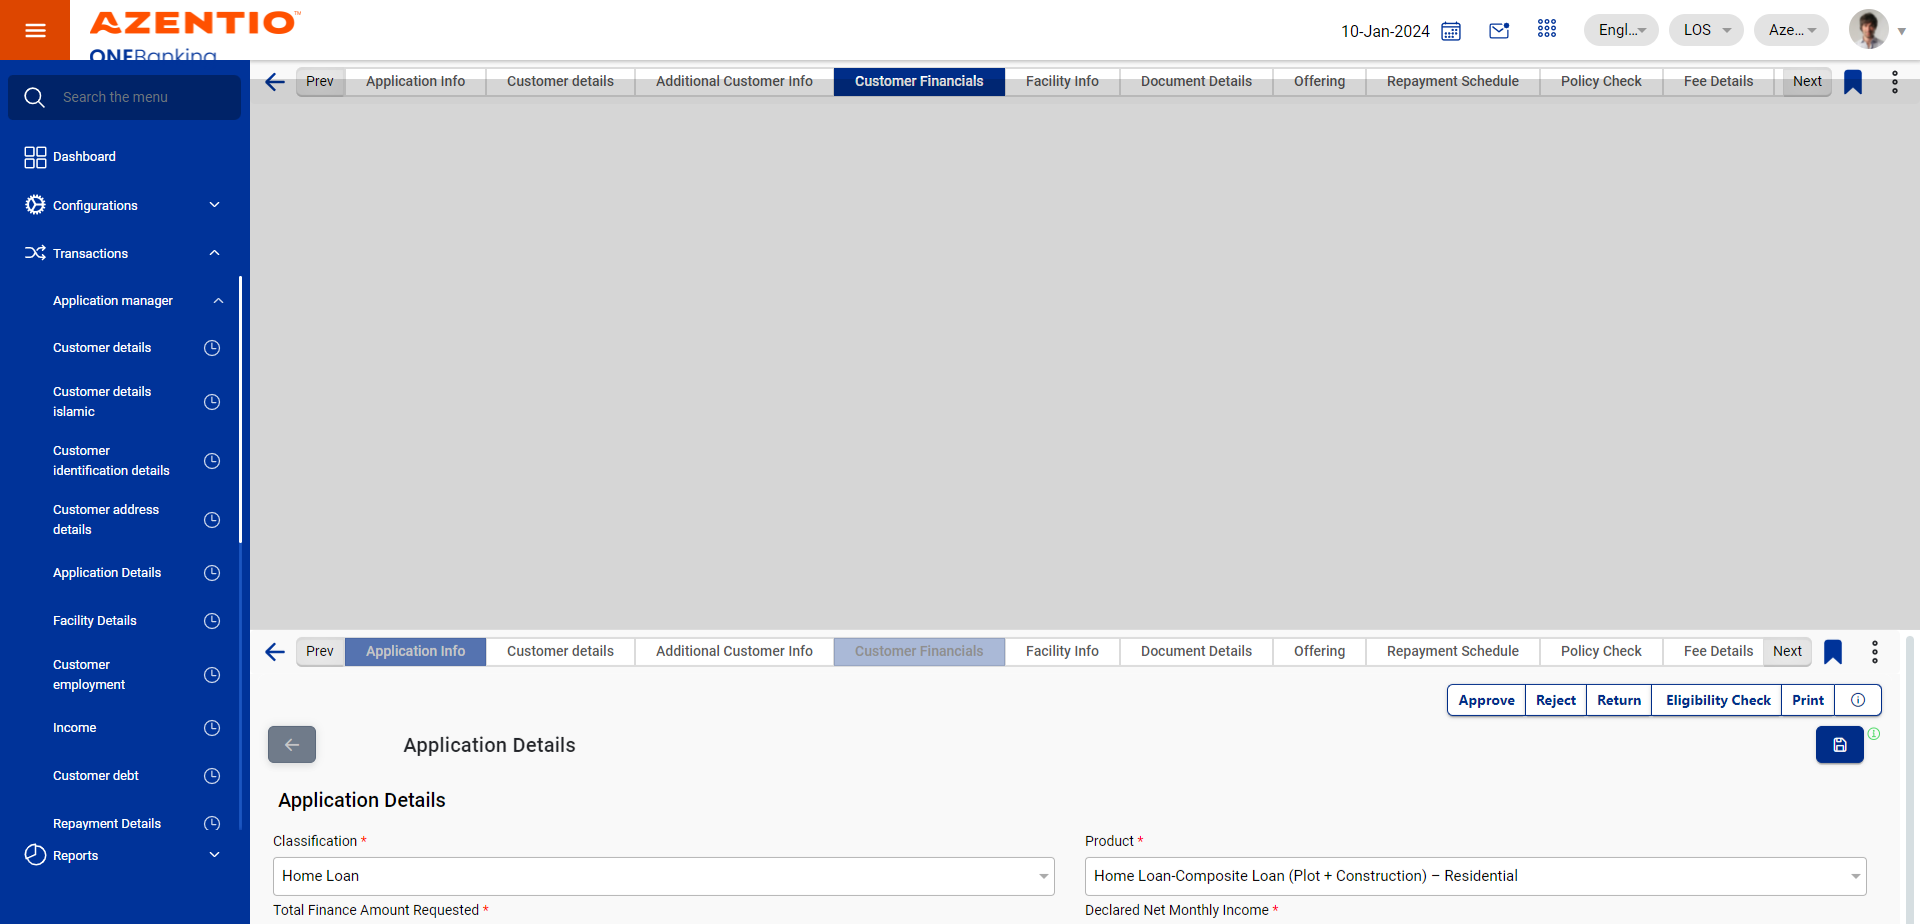 AZENTIO™
ONEBanking
10-Jan-2024
Engl...
LOS
Aze...
Search the menu
Dashboard
Configurations
Transactions
Application manager
Customer details
Customer details
islamic
Customer
identification details
Customer address
details
Application Details
Facility Details
Customer
employment
Income
Customer debt
Repayment Details
Reports
Prev
Application Info
Customer details
Additional Customer Info
Customer Financials
Facility Info
Document Details
Offering
Repayment Schedule
Policy Check
Fee Details
Next
Prev
Application Info
Customer details
Additional Customer Info
Customer Financials
Facility Info
Document Details
Offering
Repayment Schedule
Policy Check
Fee Details
Next
Approve
Reject
Return
Eligibility Check
Print
Application Details
Application Details
Classification *
Home Loan
Product *
Home Loan-Composite Loan (Plot + Construction) – Residential
Total Finance Amount Requested *
Declared Net Monthly Income *